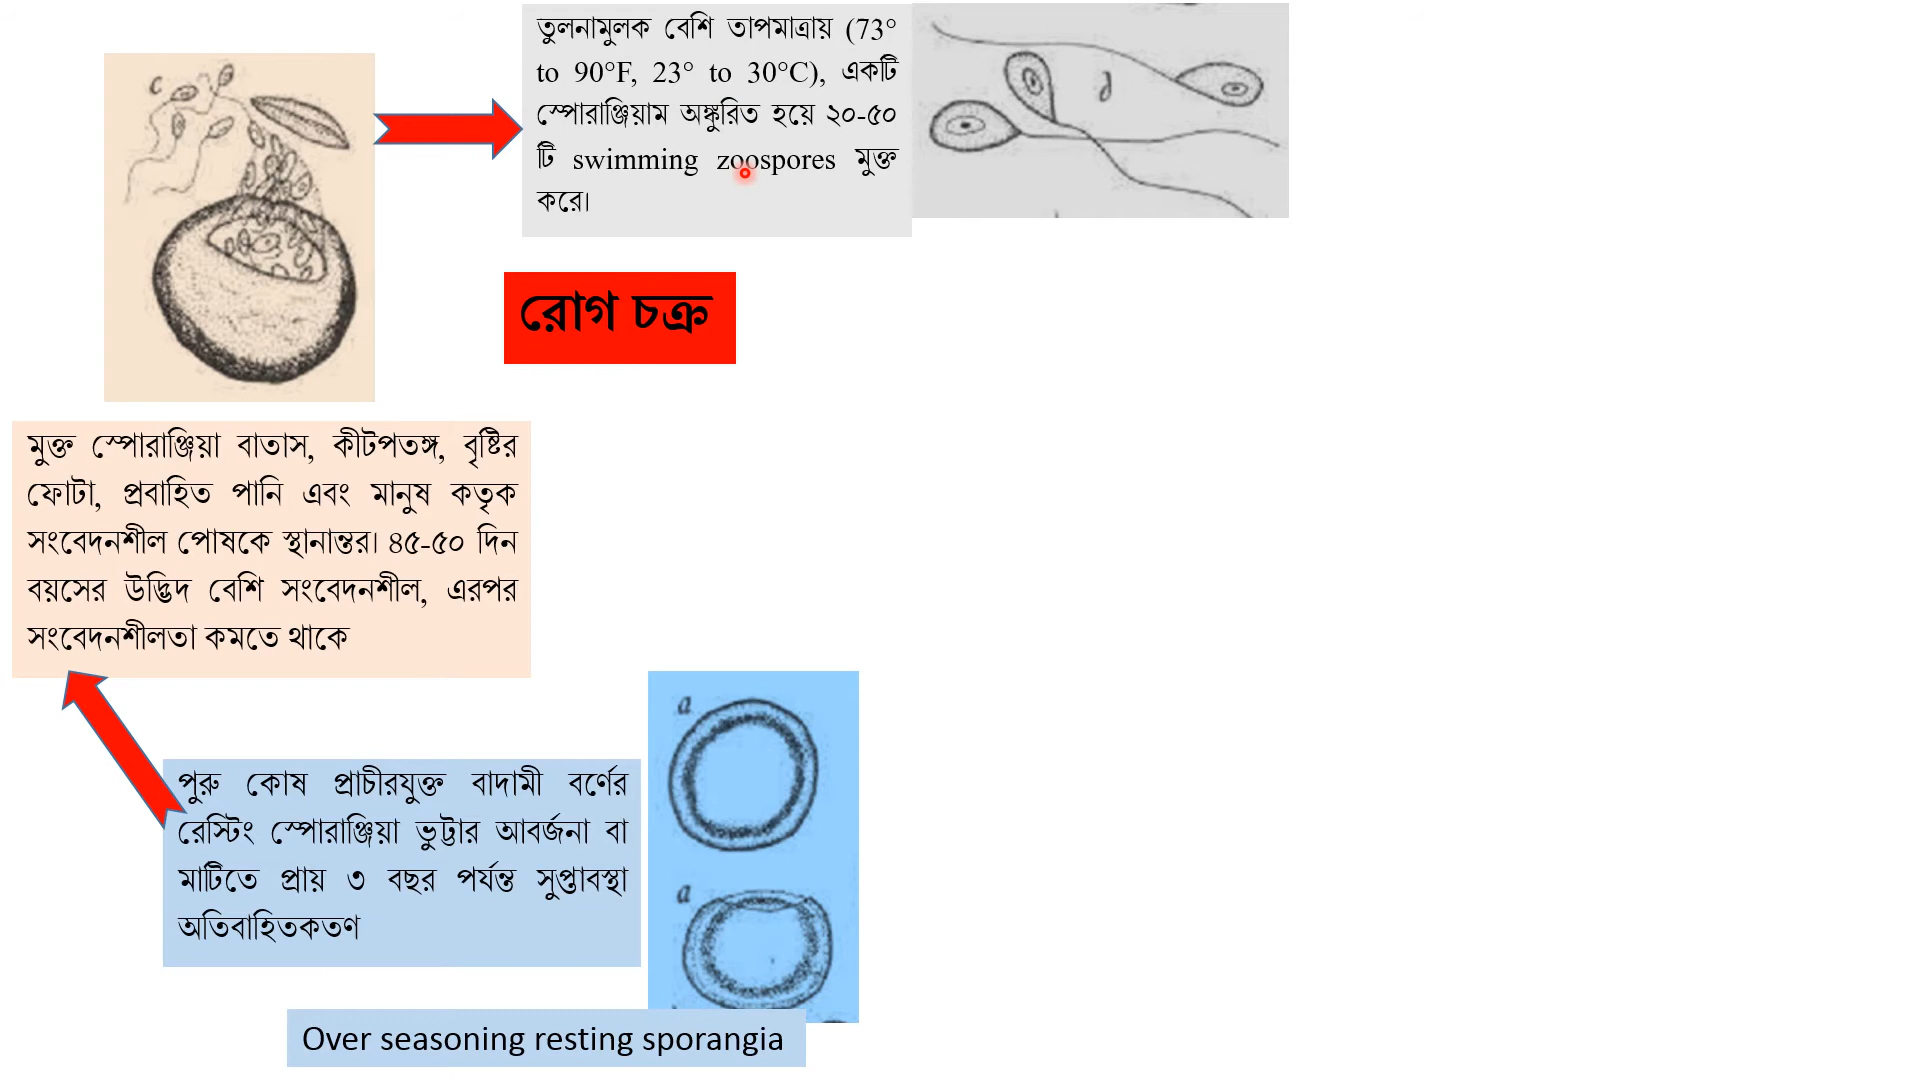 তুলনামুলক বেশি তাপমাত্রায় (73°
to 90°F, 23° to 30°C), একটি
স্পোরাঞ্জিয়াম অঙ্কুরিত হয়ে ২০-৫০
টি swimming zoospores মুক্ত
করে।
c
d
রোগ চক্র
মুক্ত স্পোরাঞ্জিয়া বাতাস, কীটপতঙ্গ, বৃষ্টির
ফোটা, প্রবাহিত পানি এবং মানুষ কতৃক
সংবেদনশীল পোষকে স্থানান্তর। ৪৫-৫০ দিন
বয়সের উদ্ভিদ বেশি সংবেদনশীল, এরপর
সংবেদনশীলতা কমতে থাকে
a
পুরু কোষ প্রাচীরযুক্ত বাদামী বর্ণের
রেস্টিং স্পোরাঞ্জিয়া ভুট্টার আবর্জনা বা
মাটিতে প্রায় ৩ বছর পর্যন্ত সুপ্তাবস্থা
অতিবাহিতকতণ
a
Over seasoning resting sporangia